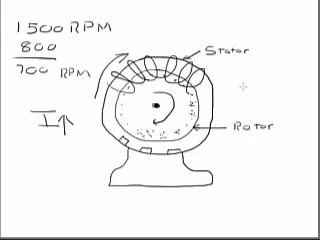 1500 RPM
800
700 RPM
I↑
Stator
Rotor